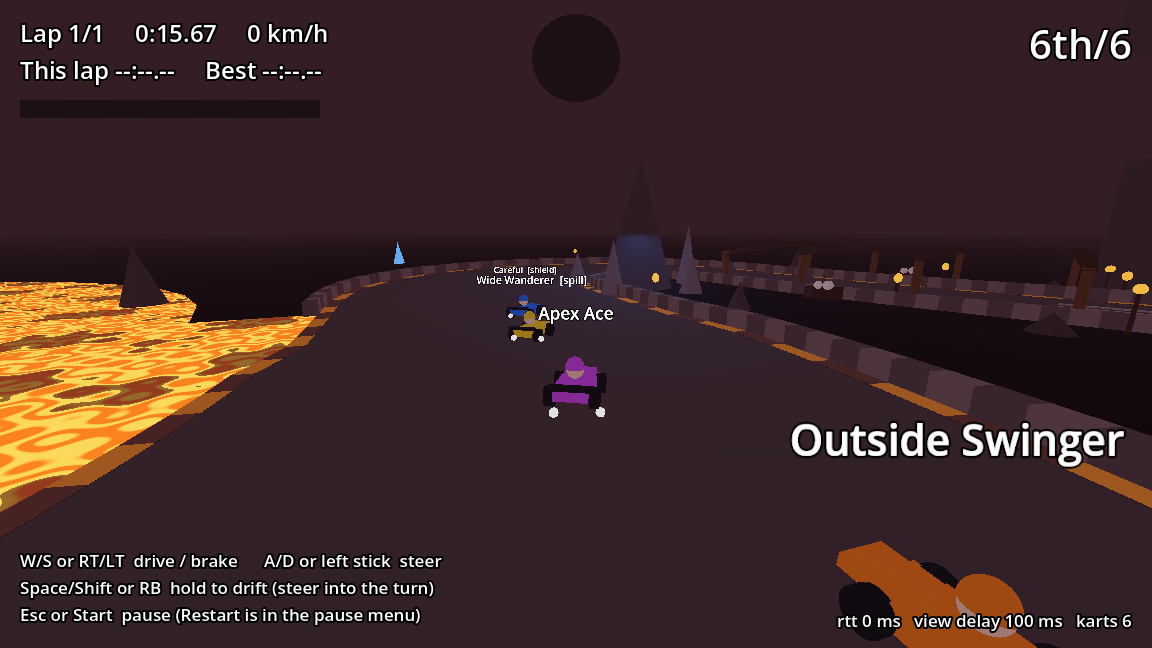 Lap 1/1 0:15.67 0 km/h
6th/6
This lap --:--.-- Best --:--.--
Careful [shield]
Wide Wanderer [spill]
Apex Ace
Outside Swinger
W/S or RT/LT drive / brake A/D or left stick steer
Space/Shift or RB hold to drift (steer into the turn)
Esc or Start pause (Restart is in the pause menu)
rtt 0 ms view delay 100 ms karts 6